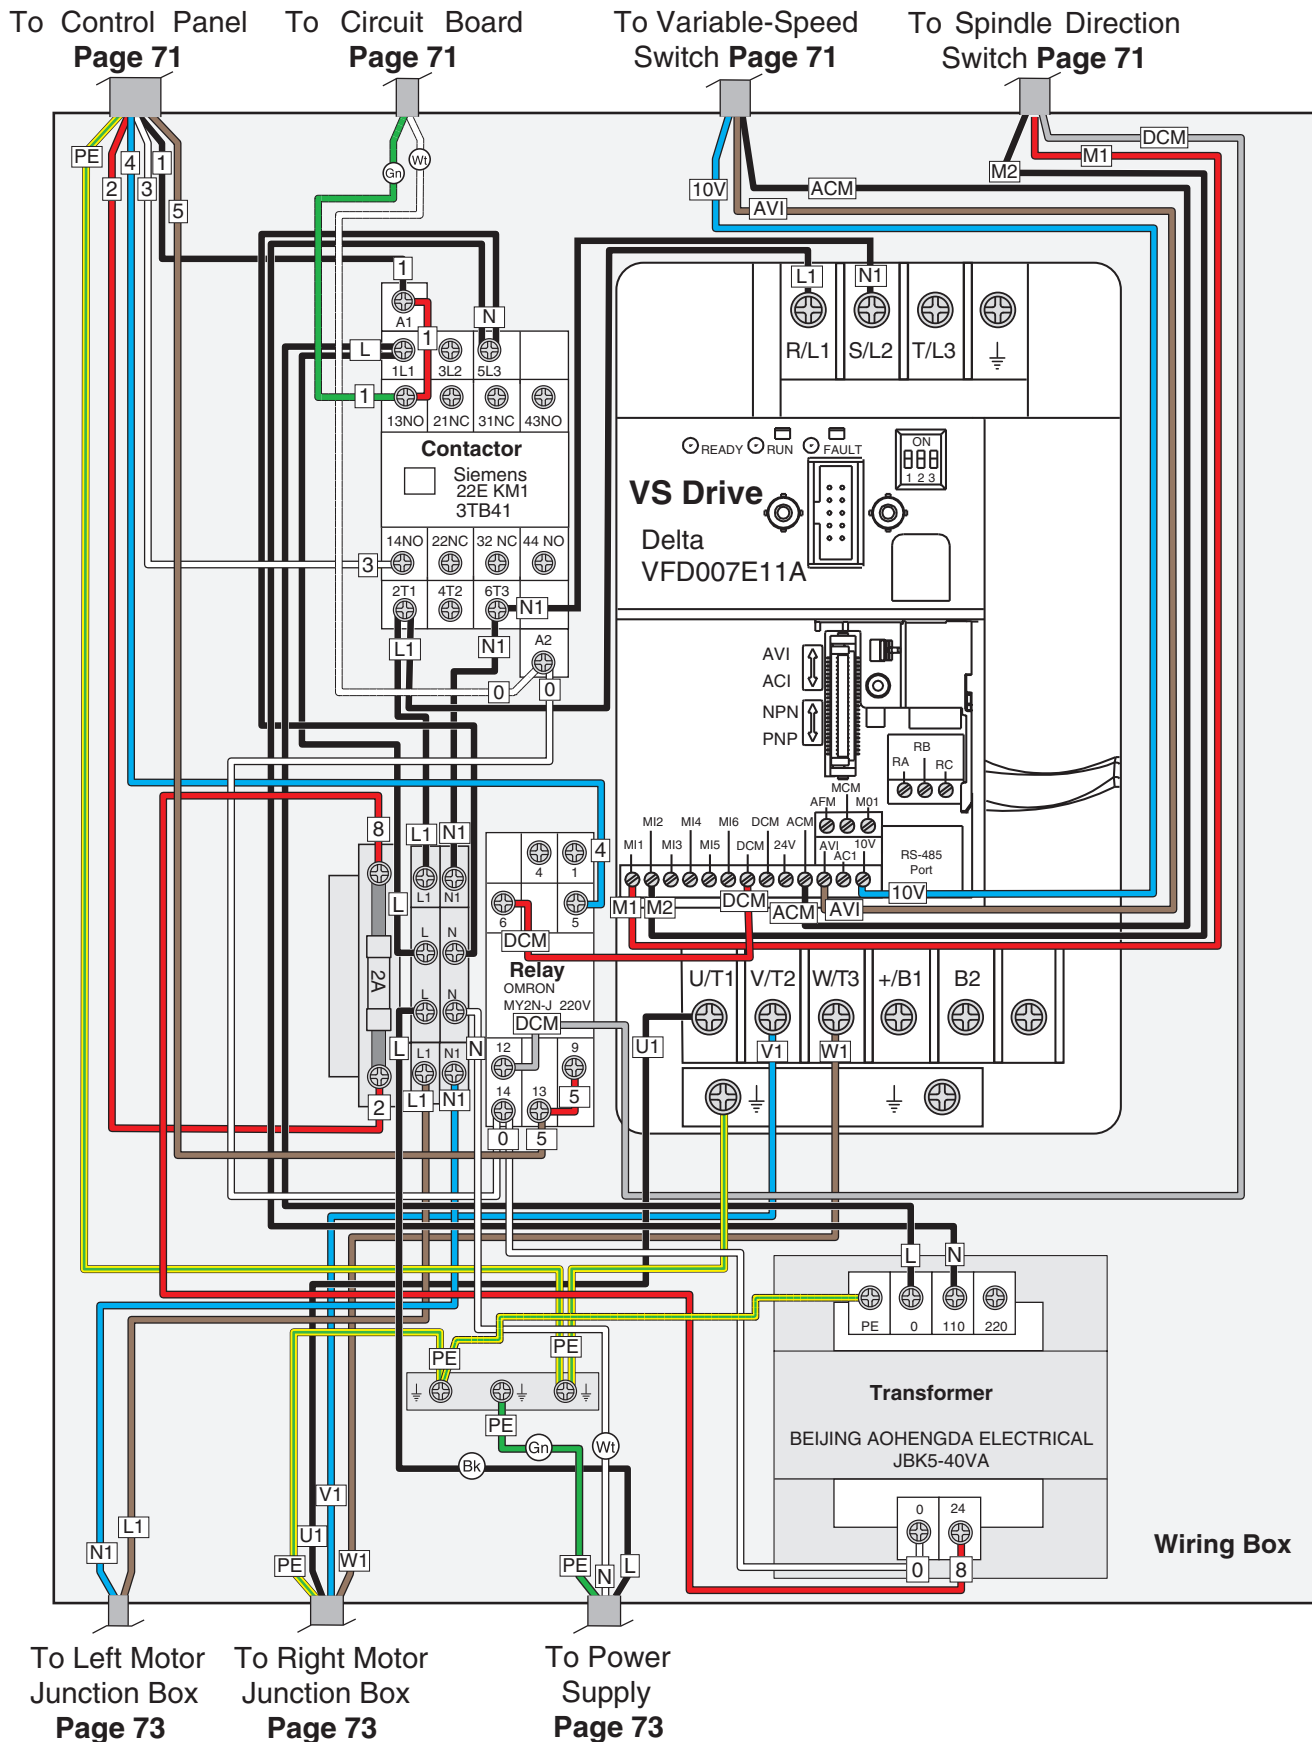 To Control Panel
Page 71
To Circuit Board
Page 71
To Variable-Speed
Switch Page 71
To Spindle Direction
Switch Page 71
PE
2
4
3
1
5
Gn
Wt
10V
AVI
ACM
M2
M1
DCM
1
A1
1
N
L
1L1
3L2
5L3
1
13NO
21NC
31NC
43NO
Contactor
Siemens
22E KM1
3TB41
14NO
22NC
32 NC
44 NO
3
2T1
4T2
6T3
N1
L1
N1
A2
0
0
L1
N1
R/L1
S/L2
T/L3
READY
RUN
FAULT
ON
1 2 3
VS Drive
Delta
VFD007E11A
AVI
ACI
NPN
PNP
RB
RA
RC
MCM
AFM
M01
MI2
MI4
MI6
DCM
ACM
MI1
MI3
MI5
DCM
24V
AVI
AC1
10V
RS-485
Port
10V
M1
M2
DCM
ACM
AVI
8
L1
N1
4
4
1
L
L1
N1
6
5
DCM
L
N
2A
Relay
OMRON
MY2N-J 220V
DCM
L
N
L
N
12
9
L1
N1
14
13
5
2
L1
N1
0
5
U/T1
V/T2
W/T3
+/B1
B2
U1
V1
W1
L
N
PE
0
110
220
PE
PE
Transformer
PE
BEIJING AOHENGDA ELECTRICAL
JBK5-40VA
Gn
Wt
Bk
V1
0
24
L1
U1
Wiring Box
N1
PE
W1
PE
N
L
0
8
To Left Motor
Junction Box
Page 73
To Right Motor
Junction Box
Page 73
To Power
Supply
Page 73